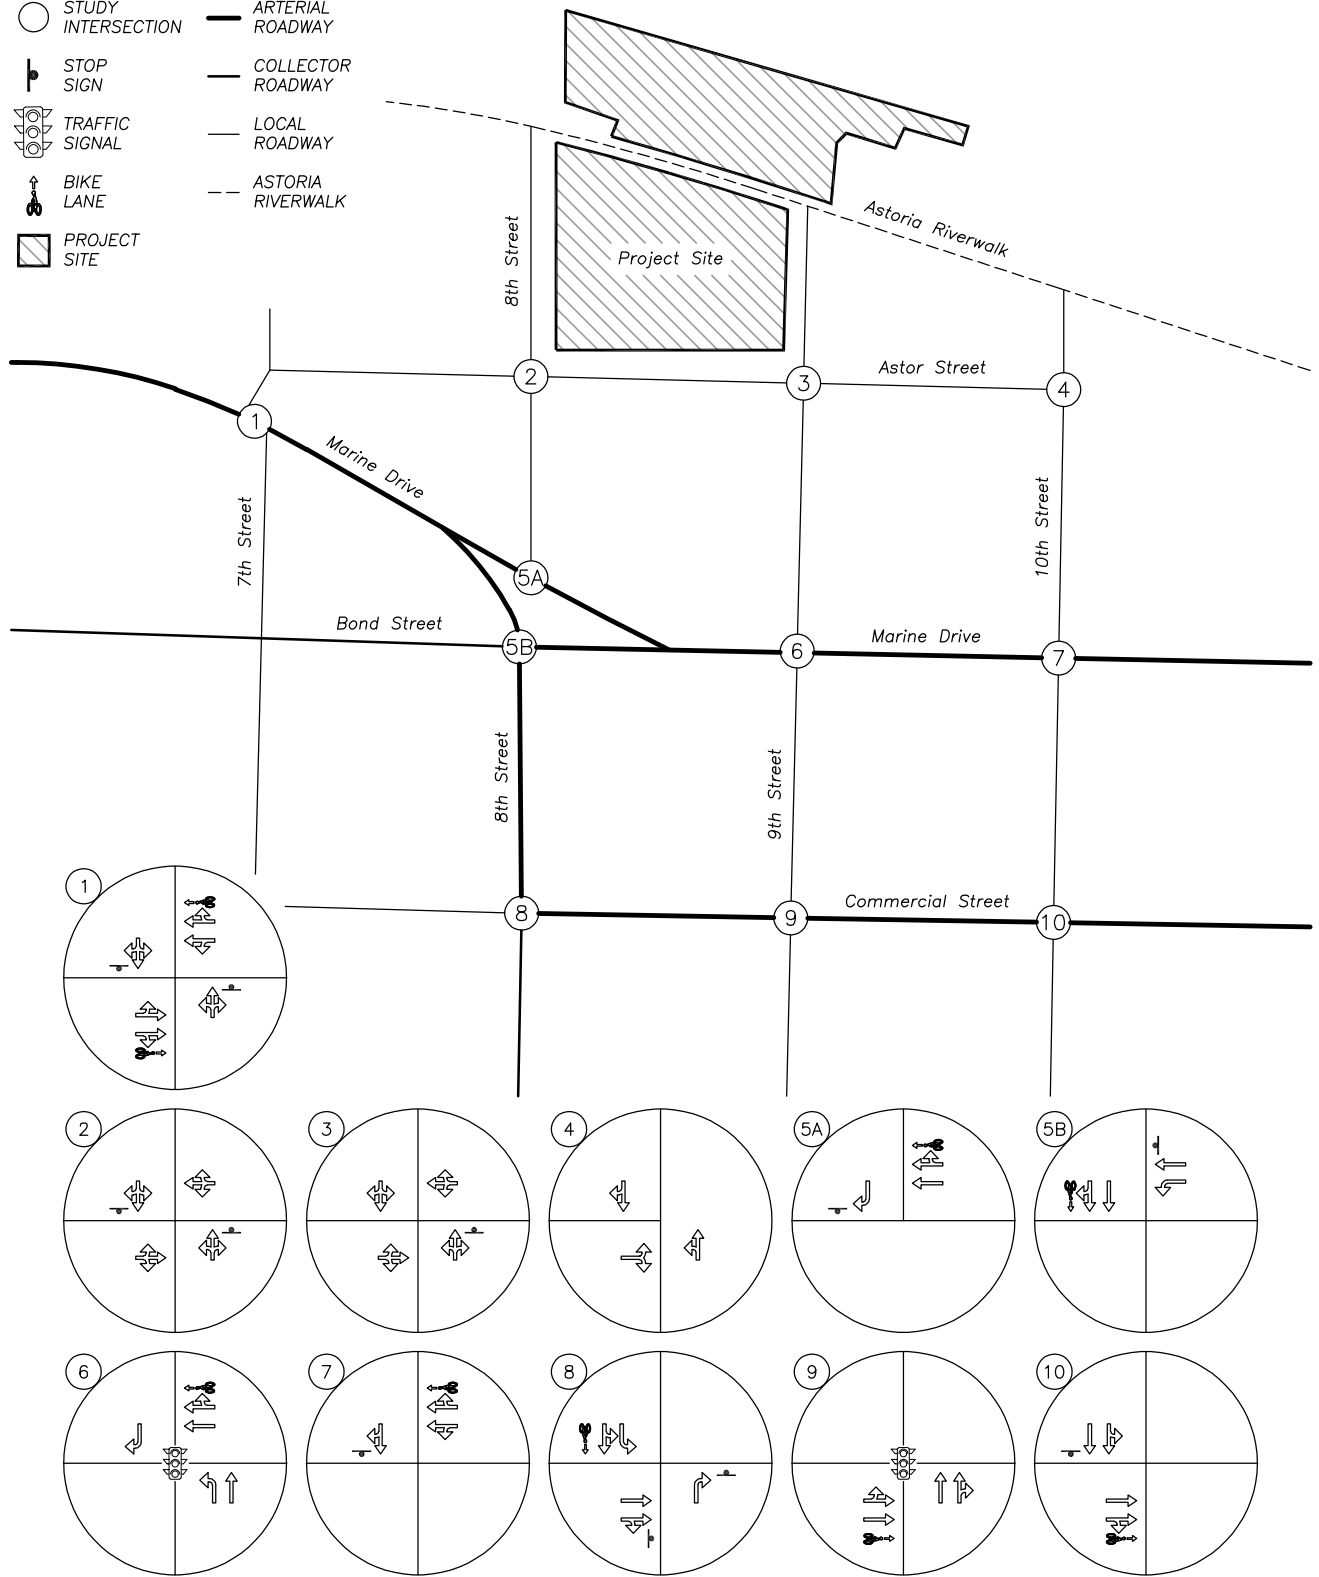 STUDY
INTERSECTION
ARTERIAL
ROADWAY
STOP
SIGN
COLLECTOR
ROADWAY
TRAFFIC
SIGNAL
LOCAL
ROADWAY
BIKE
LANE
ASTORIA
RIVERWALK
PROJECT
SITE
Astoria Riverwalk
8th Street
Project Site
2
3
Astor Street
4
1
Marine Drive
7th Street
10th Street
5A
Bond Street
5B
6
Marine Drive
7
8th Street
9th Street
8
9
Commercial Street
10
1
2
3
4
5A
5B
6
7
8
9
10